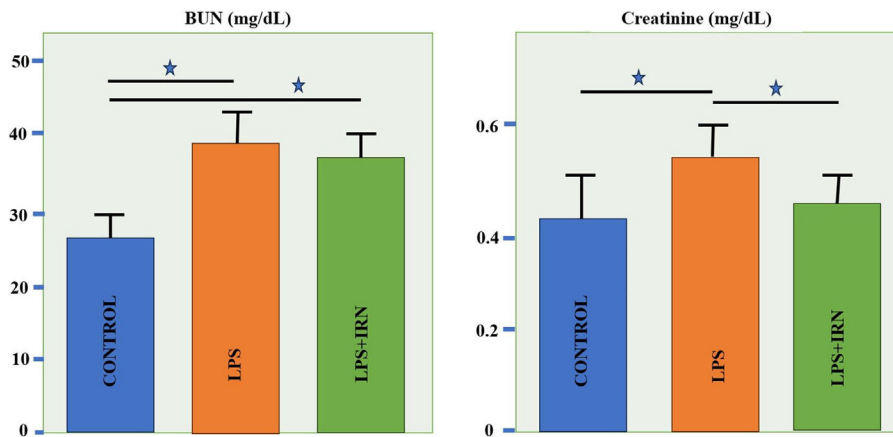 BUN (mg/dL)
50
40
30
20
10
0
CONTROL
LPS
LPS+IRN
Creatinine (mg/dL)
0.6
0.4
0.2
0
CONTROL
LPS
LPS+IRN